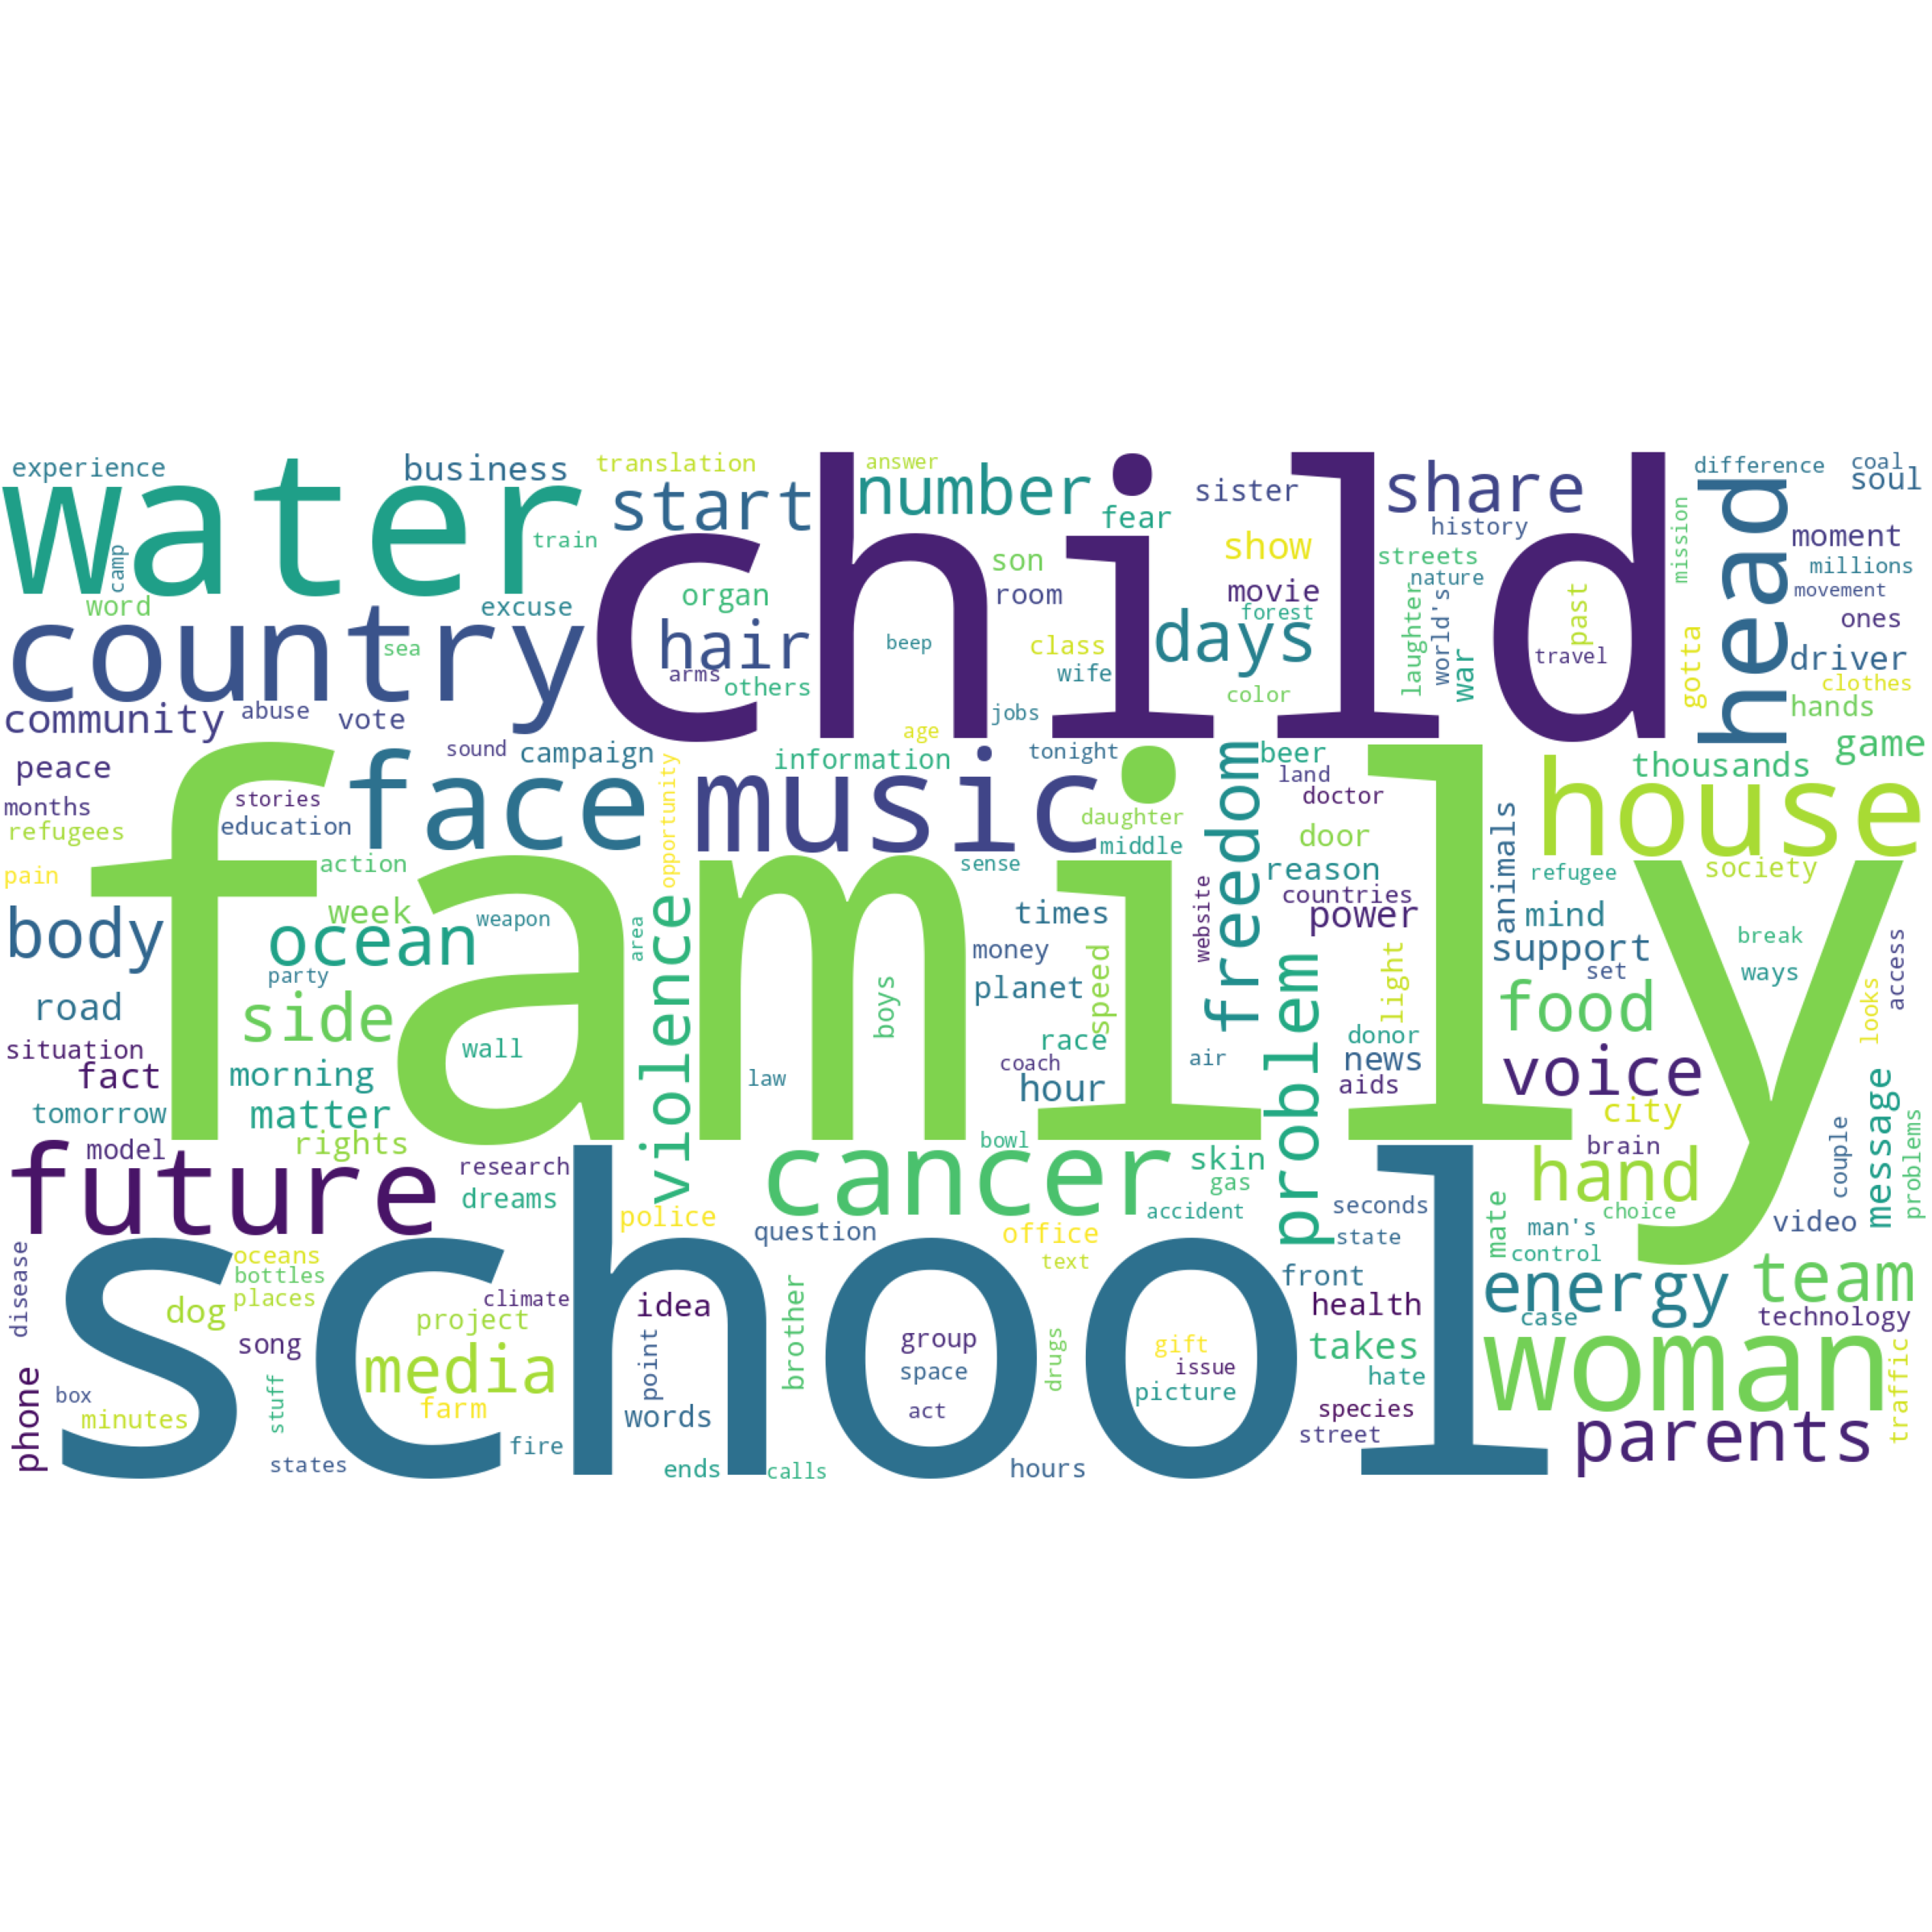 experience
business
translation
answer
difference
coal
water
start
child
number
sister
share
head
soul
history
fear
train
camp
mission
moment
show
streets
son
millions
nature
laughter
word
excuse
organ
room
movie
forest
past
movement
world's
ones
country
sea
hair
beep
class
days
war
travel
gotta
driver
arms
others
wife
color
clothes
community
abuse
vote
jobs
hands
age
peace
sound
campaign
information
tonight
beer
freedom
game
face
music
family
land
thousands
house
months
stories
opportunity
doctor
refugees
education
daughter
door
animals
middle
pain
action
sense
reason
refugee
society
website
countries
body
week
ocean
weapon
violence
area
times
power
mind
support
break
access
party
money
speed
light
set
ways
road
side
boys
planet
problem
food
looks
situation
wall
race
donor
fact
morning
law
coach
air
news
voice
hour
aids
tomorrow
matter
city
message
rights
bowl
brain
couple
problems
future
model
research
cancer
skin
hand
dreams
gas
seconds
choice
police
question
accident
office
state
mate
man's
video
disease
oceans
school
text
control
bottles
front
energy
team
places
climate
dog
project
idea
brother
health
case
technology
song
point
group
drugs
gift
takes
woman
media
space
issue
hate
traffic
phone
box
stuff
minutes
farm
words
act
picture
species
parents
fire
street
states
ends
calls
hours